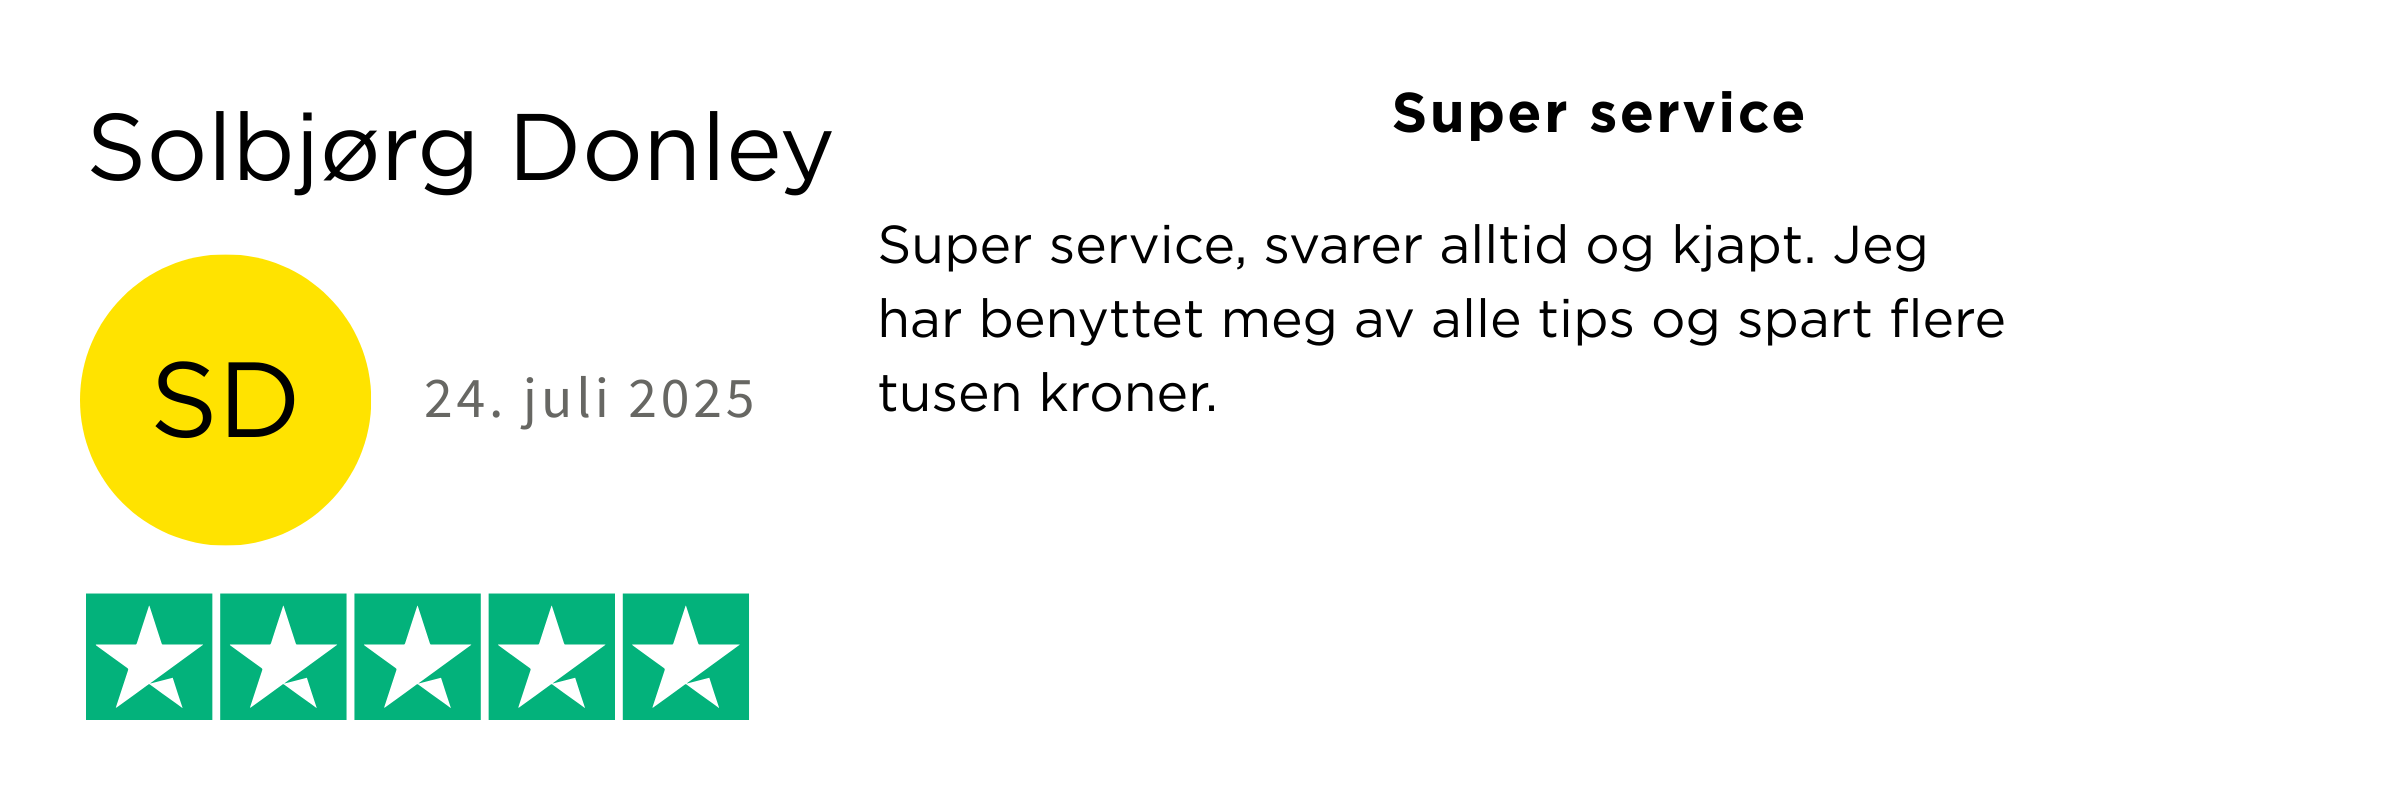 Solbjørg Donley
SD
24. juli 2025
Super service
Super service, svarer alltid og kjapt. Jeg
har benyttet meg av alle tips og spart flere
tusen kroner.